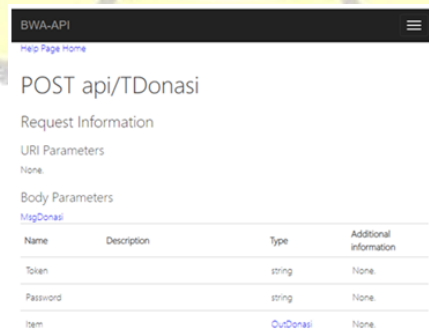 BWA-API
Help Page Home
POST api/TDonasi
Request Information
URI Parameters
None.
Body Parameters
MsgDonasi
Name Description Type Additional information
Token string None.
Password string None.
Item OutDonasi None.